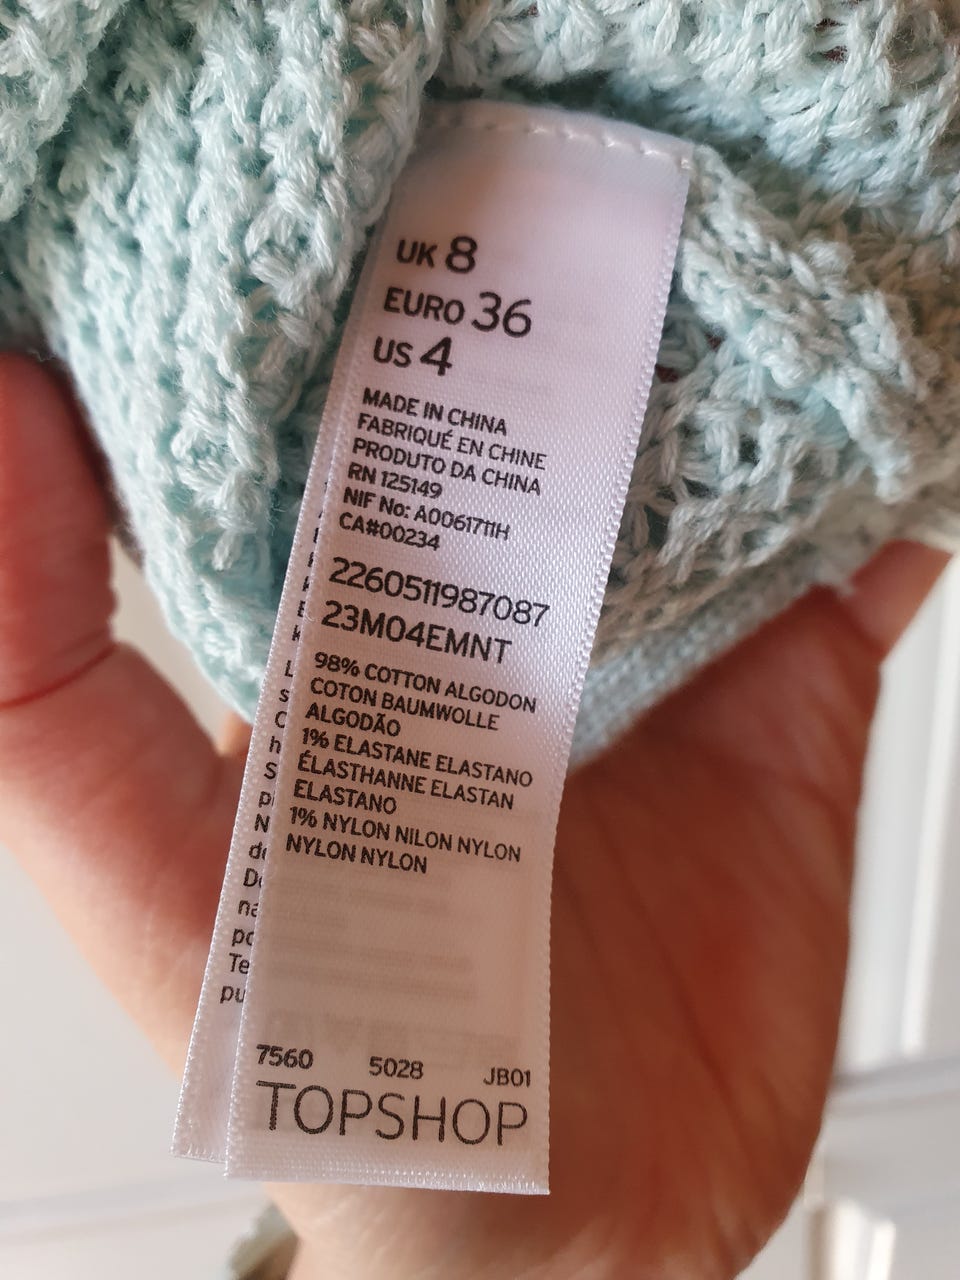 UK 8
EURO 36
US 4
MADE IN CHINA
FABRIQUÉ EN CHINE
PRODUTO DA CHINA
RN 125149
NIF No: A0061711H
CA#00234
2260511987087
23M04EMNT
98% COTTON ALGODON
COTON BAUMWOLLE
ALGODÃO
1% ELASTANE ELASTANO
ÉLASTHANNE ELASTAN
ELASTANO
1% NYLON NILON NYLON
NYLON NYLON
7560 5028 JB01
TOPSHOP